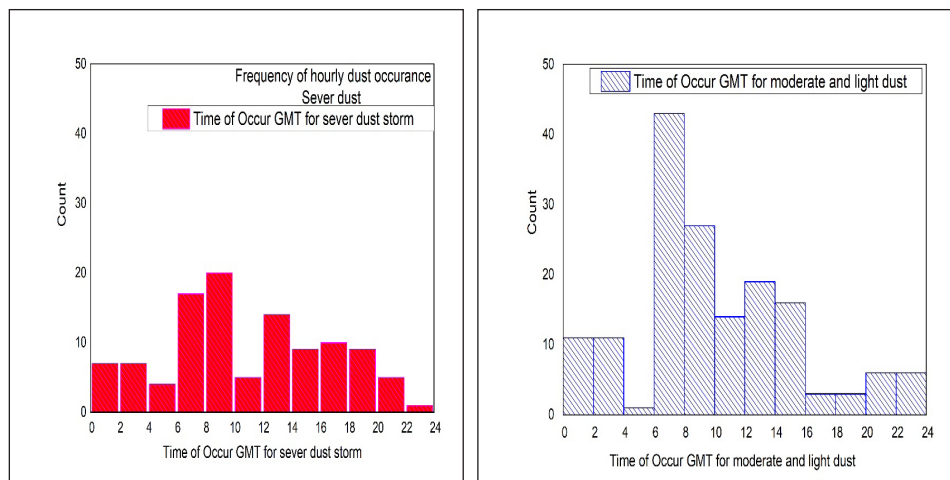 Frequency of hourly dust occurance
Sever dust
Time of Occur GMT for sever dust storm
50
40
30
20
10
0
Count
0 2 4 6 8 10 12 14 16 18 20 22 24
Time of Occur GMT for sever dust storm
Time of Occur GMT for moderate and light dust
50
40
30
20
10
0
Count
0 2 4 6 8 10 12 14 16 18 20 22 24
Time of Occur GMT for moderate and light dust